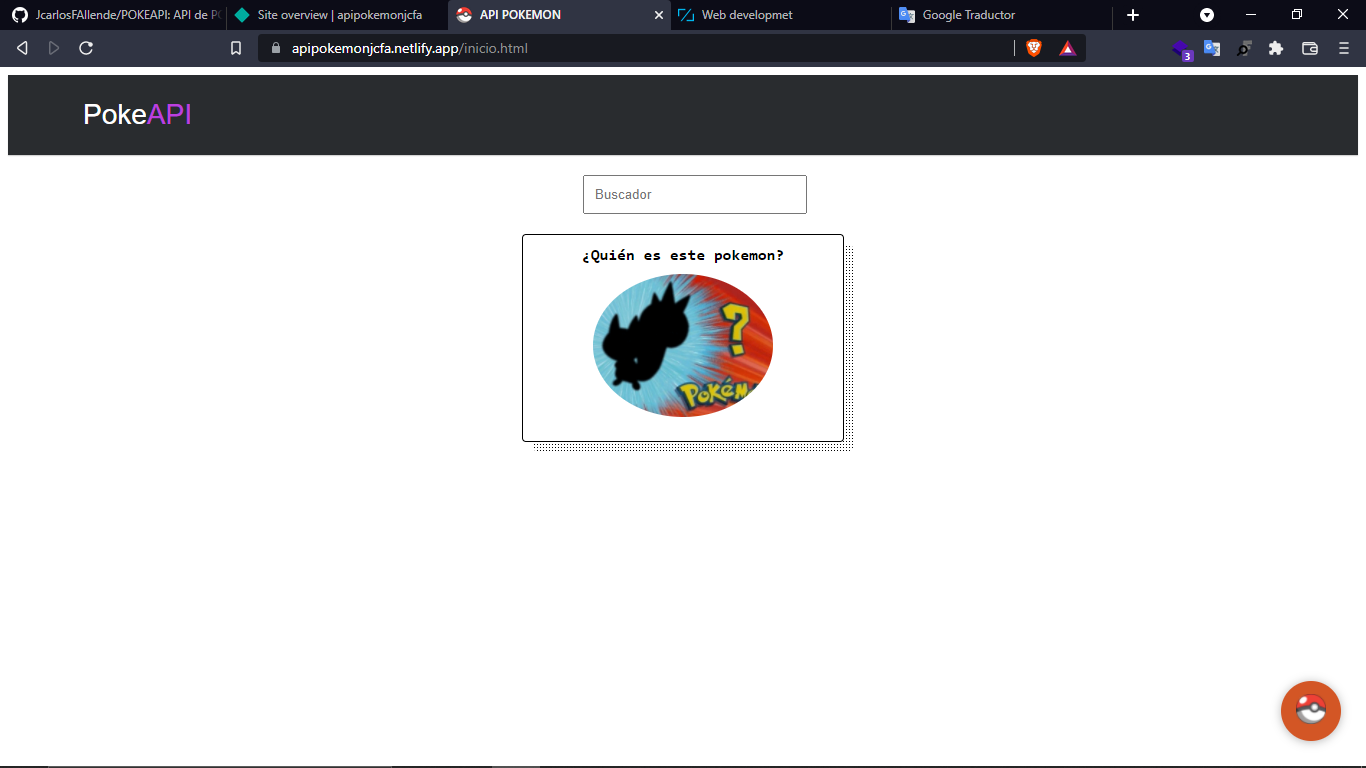 JcarlosFAllende/POKEAPI: API de PO
Site overview | apipokemonjcfa
API POKEMON
Web developmet
Google Traductor
apipokemonjcfa.netlify.app/inicio.html
3
PokeAPI
Buscador
¿Quién es este pokemon?
?
Pokém